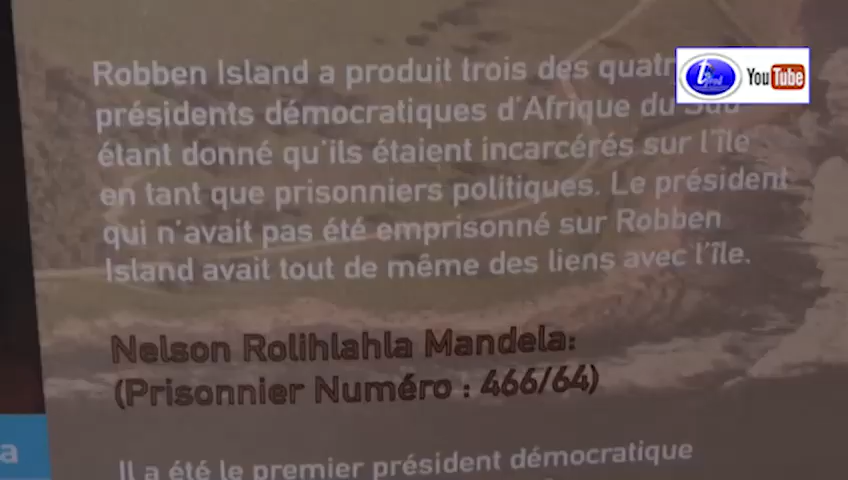 Robben Island a produit trois des quatr
présidents démocratiques d'Afrique du Sud
étant donné qu'ils étaient incarcérés sur l'île
en tant que prisonniers politiques. Le président
qui n'avait pas été emprisonné sur Robben
Island avait tout de même des liens avec l'île.
Nelson Rolihlahla Mandela:
(Prisonnier Numéro : 466/64)
Il a été le premier président démocratique
a
YouTube